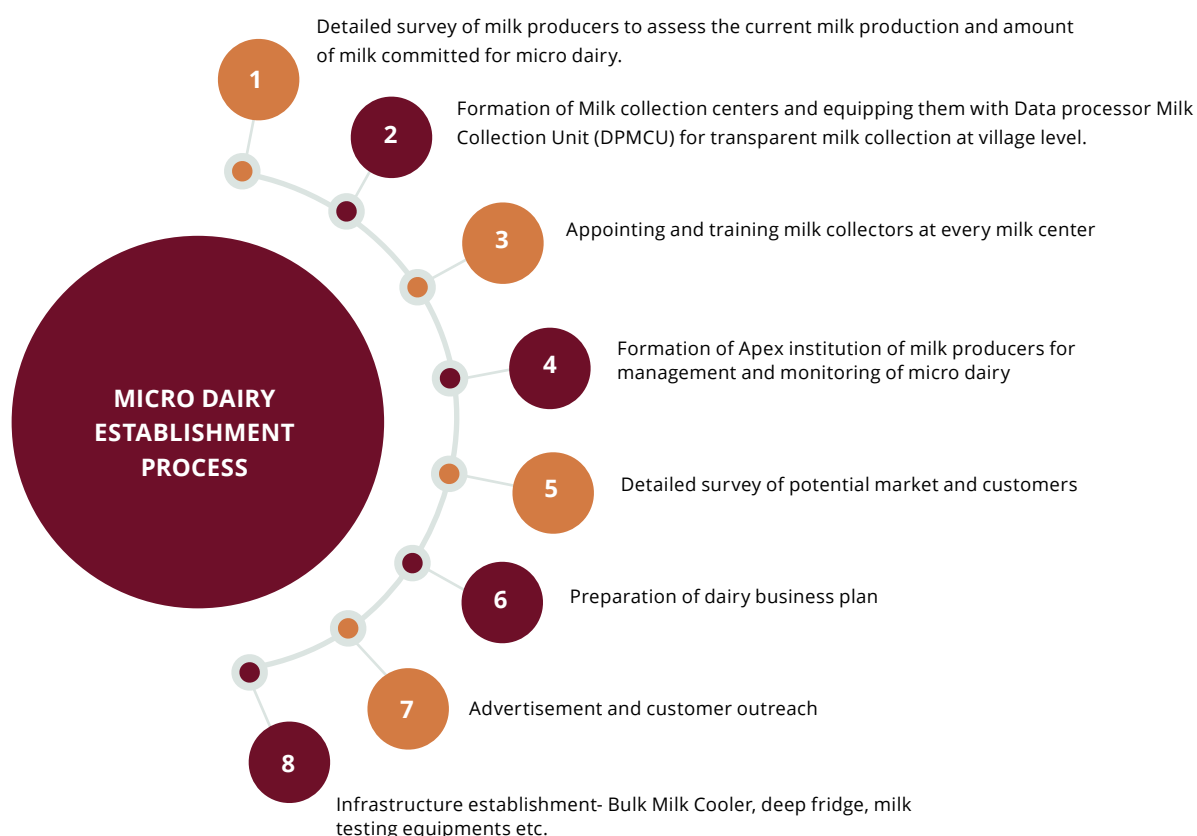 1
Detailed survey of milk producers to assess the current milk production and amount
of milk committed for micro dairy.
2
Formation of Milk collection centers and equipping them with Data processor Milk
Collection Unit (DPMCU) for transparent milk collection at village level.
3
Appointing and training milk collectors at every milk center
4
Formation of Apex institution of milk producers for
management and monitoring of micro dairy
MICRO DAIRY
ESTABLISHMENT
PROCESS
5
Detailed survey of potential market and customers
6
Preparation of dairy business plan
7
Advertisement and customer outreach
8
Infrastructure establishment- Bulk Milk Cooler, deep fridge, milk
testing equipments etc.